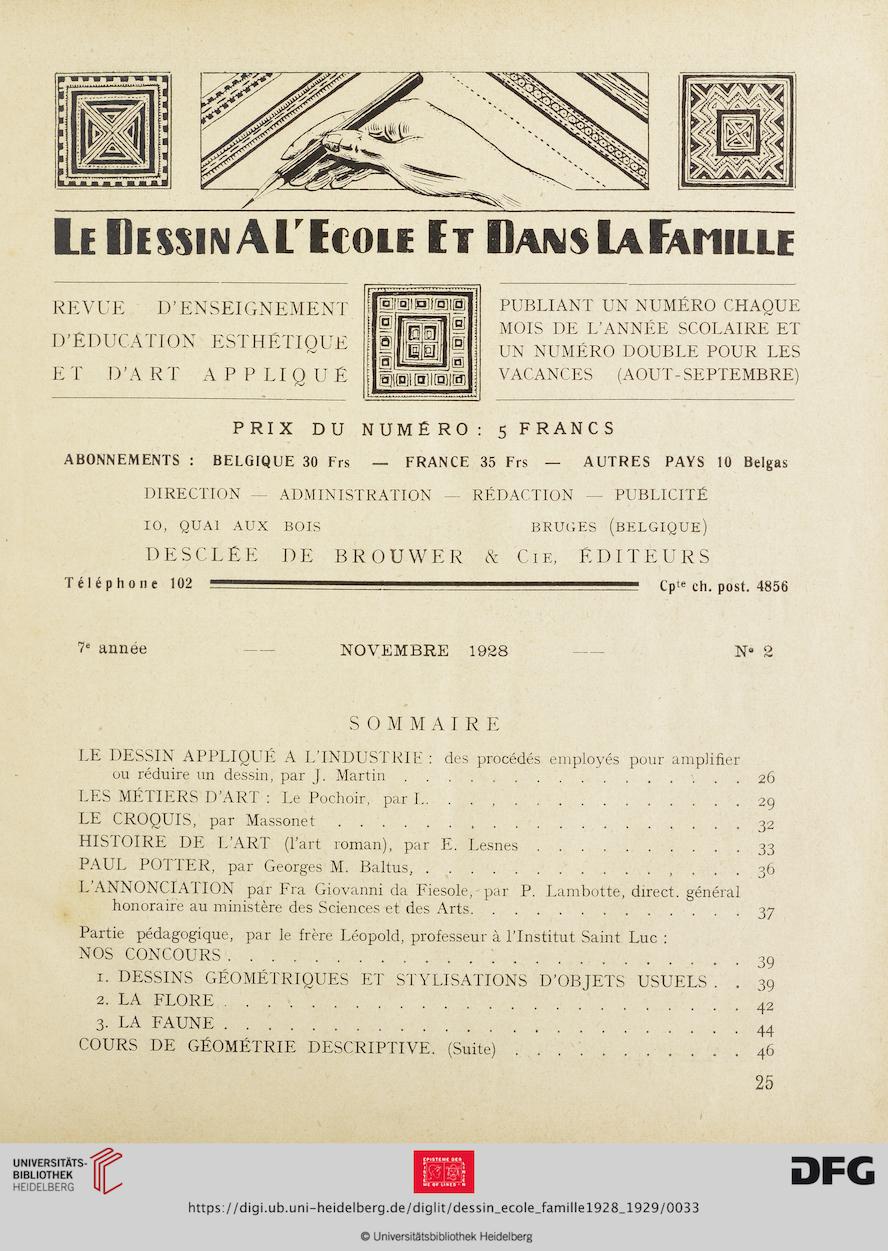 LE DESSIN A L'ECOLE ET DANS LA FAMILLE
REVUE D'ENSEIGNEMENT
D'ÉDUCATION ESTHÉTIQUE
ET D'ART APPLIQUÉ
PUBLIANT UN NUMÉRO CHAQUE
MOIS DE L'ANNÉE SCOLAIRE ET
UN NUMÉRO DOUBLE POUR LES
VACANCES (AOUT-SEPTEMBRE)
PRIX DU NUMÉRO: 5 FRANCS
ABONNEMENTS : BELGIQUE 30 Frs — FRANCE 35 Frs — AUTRES PAYS 10 Belgas
DIRECTION — ADMINISTRATION — RÉDACTION — PUBLICITÉ
10, QUAI AUX BOIS BRUGES (BELGIQUE)
DESCLÉE DE BROUWER & CIE, ÉDITEURS
Téléphone 102 Cpte ch. post. 4856
7e année —— NOVEMBRE 1928 —— No 2
SOMMAIRE
LE DESSIN APPLIQUÉ A L'INDUSTRIE : des procédés employés pour amplifier
ou réduire un dessin, par J. Martin . . . . . . . . . . . . . . . . 26
LES MÉTIERS D'ART : Le Pochoir, par L. . . . . . . . . . . . . . . . 29
LE CROQUIS, par Massonet . . . . . . . . . . . . . . . . . . . 32
HISTOIRE DE L'ART (l'art roman), par E. Lesnes . . . . . . . . . . 33
PAUL POTTER, par Georges M. Baltus, . . . . . . . . . . . . . . . 36
L'ANNONCIATION par Fra Giovanni da Fiesole, par P. Lambotte, direct. général
honoraire au ministère des Sciences et des Arts. . . . . . . . . . . . 37
Partie pédagogique, par le frère Léopold, professeur à l'Institut Saint Luc :
NOS CONCOURS . . . . . . . . . . . . . . . . . . . . . . . 39
1. DESSINS GÉOMÉTRIQUES ET STYLISATIONS D'OBJETS USUELS . . 39
2. LA FLORE . . . . . . . . . . . . . . . . . . . . . . . 42
3. LA FAUNE . . . . . . . . . . . . . . . . . . . . . . . 44
COURS DE GÉOMÉTRIE DESCRIPTIVE. (Suite) . . . . . . . . . . . 46
25
UNIVERSITÄTS-
BIBLIOTHEK
HEIDELBERG
DFG
https://digi.ub.uni-heidelberg.de/diglit/dessin_ecole_famille1928_1929/0033
© Universitätsbibliothek Heidelberg